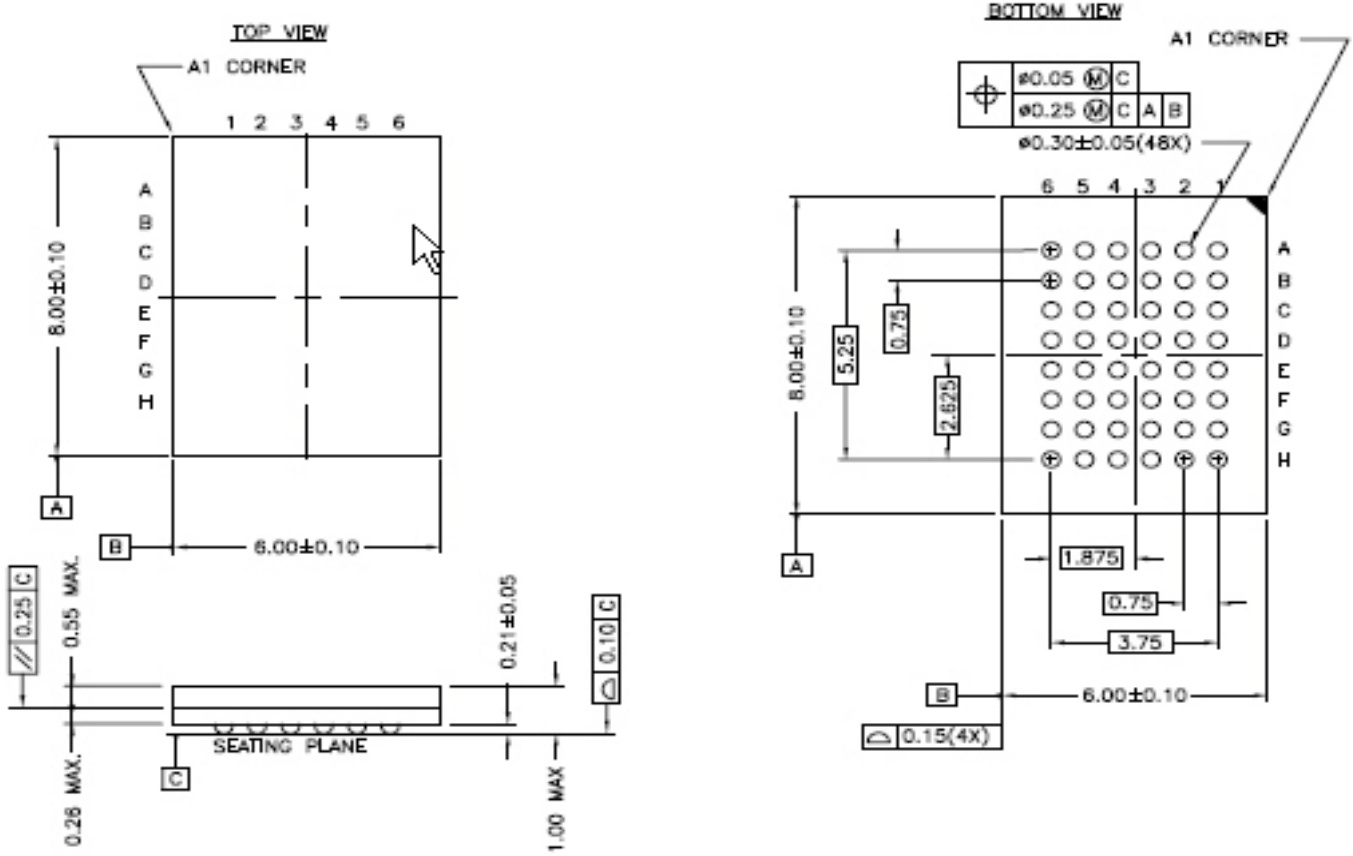 TOP VIEW
A1 CORNER
1 2 3 4 5 6
A
B
C
D
E
F
G
H
8.00±0.10
A
B
6.00±0.10
// 0.25 C
0.55 MAX.
0.21±0.05
0.10 C
SEATING PLANE
C
0.26 MAX.
1.00 MAX
BOTTOM VIEW
A1 CORNER
ø0.05 Ⓜ C
ø0.25 Ⓜ C A B
ø0.30±0.05(48X)
6 5 4 3 2 1
A
B
C
D
E
F
G
H
8.00±0.10
5.25
0.75
2.625
A
1.875
0.75
3.75
B
6.00±0.10
0.15(4X)